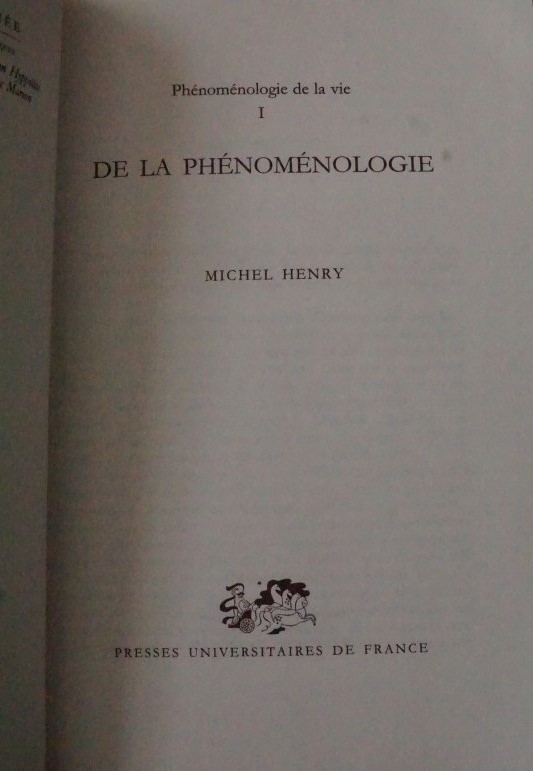 Phénoménologie de la vie
I
DE LA PHÉNOMÉNOLOGIE
MICHEL HENRY
PRESSES UNIVERSITAIRES DE FRANCE